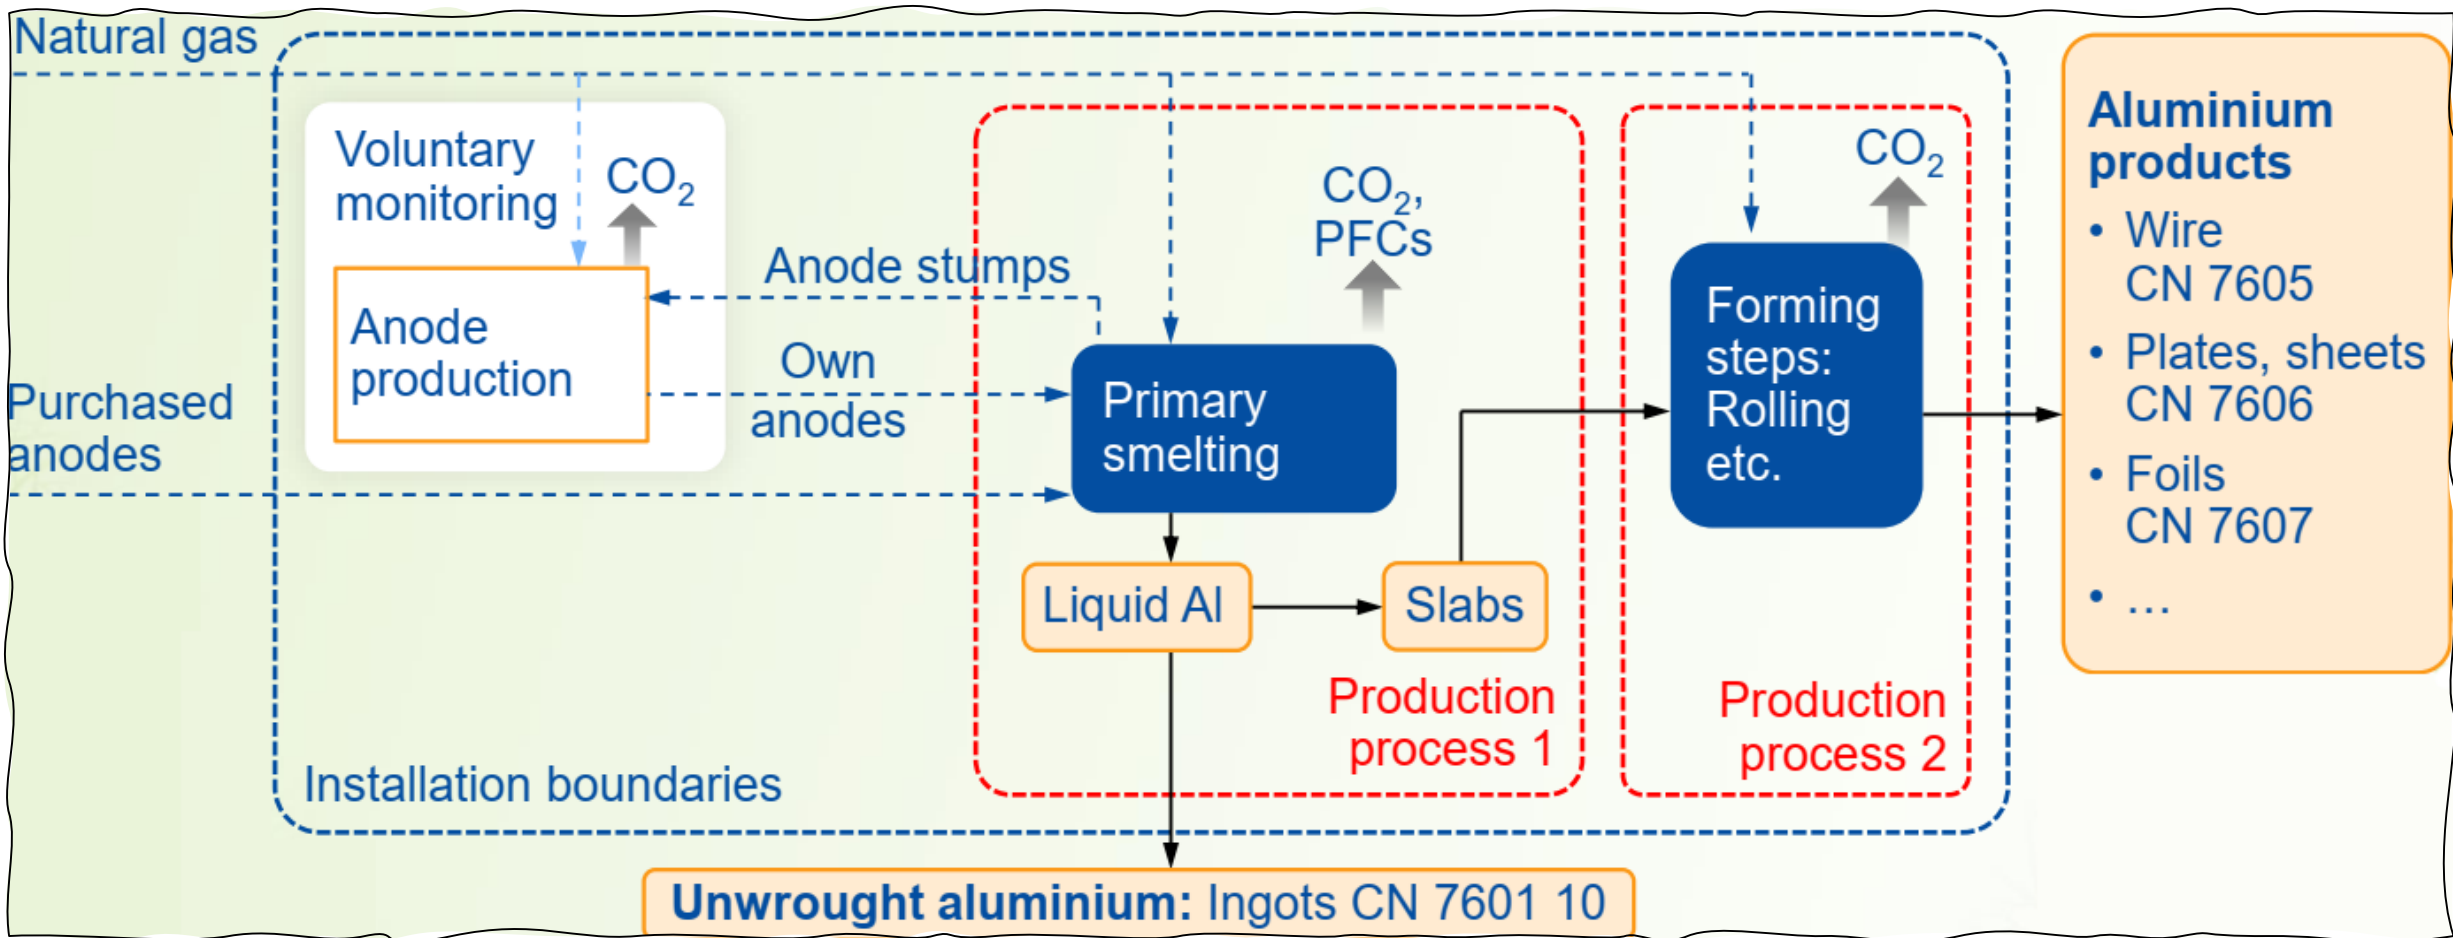 Natural gas
Voluntary
monitoring
CO₂
Anode
production
Purchased
anodes
Anode stumps
Own
anodes
CO₂,
PFCs
Primary
smelting
Liquid Al
Slabs
Production
process 1
CO₂
Forming
steps:
Rolling
etc.
Production
process 2
Installation boundaries
Unwrought aluminium: Ingots CN 7601 10
Aluminium
products
• Wire
CN 7605
• Plates, sheets
CN 7606
• Foils
CN 7607
• …